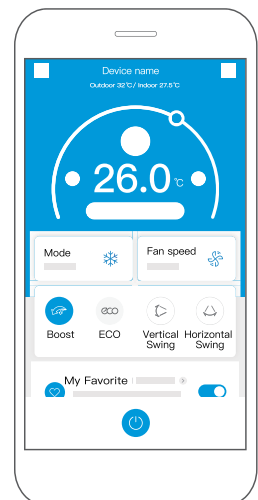 Device name
Outdoor 32℃/ Indoor 27.5℃
26.0℃
Mode
Fan speed
eco
Boost
ECO
Vertical Swing
Horizontal Swing
My Favorite